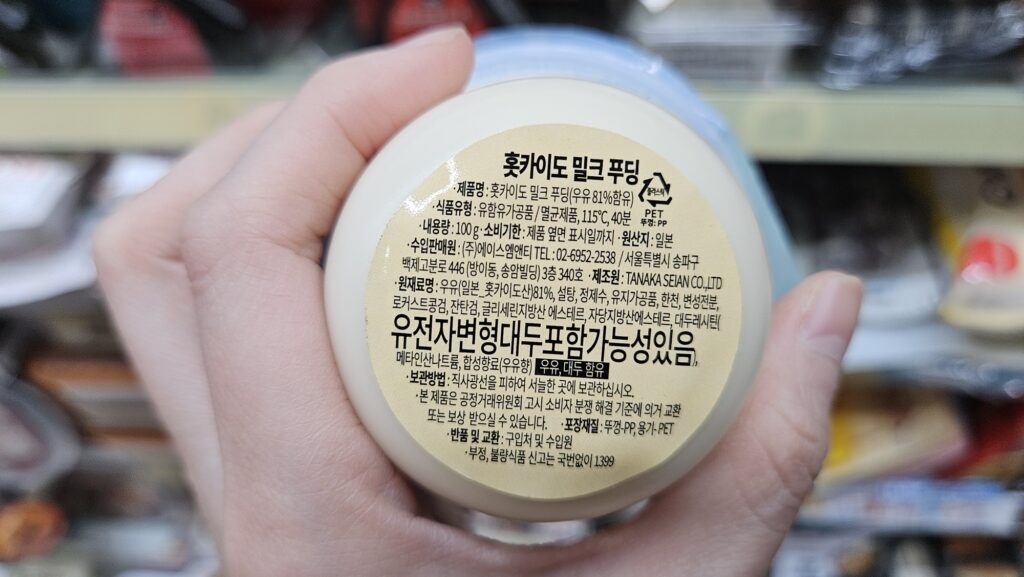 홋카이도 밀크 푸딩
플라스틱
PET
뚜껑: PP
·제품명 : 홋카이도 밀크 푸딩(우유 81%함유)
·식품유형 : 유함유가공품 / 멸균제품, 115℃, 40분
·내용량 : 100 g ·소비기한 : 제품 옆면 표시일까지 ·원산지 : 일본
·수입판매원 : (주)에이스엠앤티 TEL : 02-6952-2538 / 서울특별시 송파구
백제고분로 446 (방이동, 송암빌딩) 3층 340호 ·제조원 : TANAKA SEIAN CO.,LTD
·원재료명 : 우유(일본_홋카이도산)81%, 설탕, 정제수, 유지가공품, 한천, 변성전분,
로커스트콩검, 잔탄검, 글리세린지방산 에스테르, 자당지방산에스테르, 대두레시틴(
유전자변형대두포함가능성있음),
메타인산나트륨, 합성향료(우유향) 우유, 대두 함유
·보관방법 : 직사광선을 피하여 서늘한 곳에 보관하십시오.
·본 제품은 공정거래위원회 고시 소비자 분쟁 해결 기준에 의거 교환
또는 보상 받으실 수 있습니다. ·포장재질 : 뚜껑-PP, 용기-PET
·반품 및 교환 : 구입처 및 수입원
·부정, 불량식품 신고는 국번없이 1399